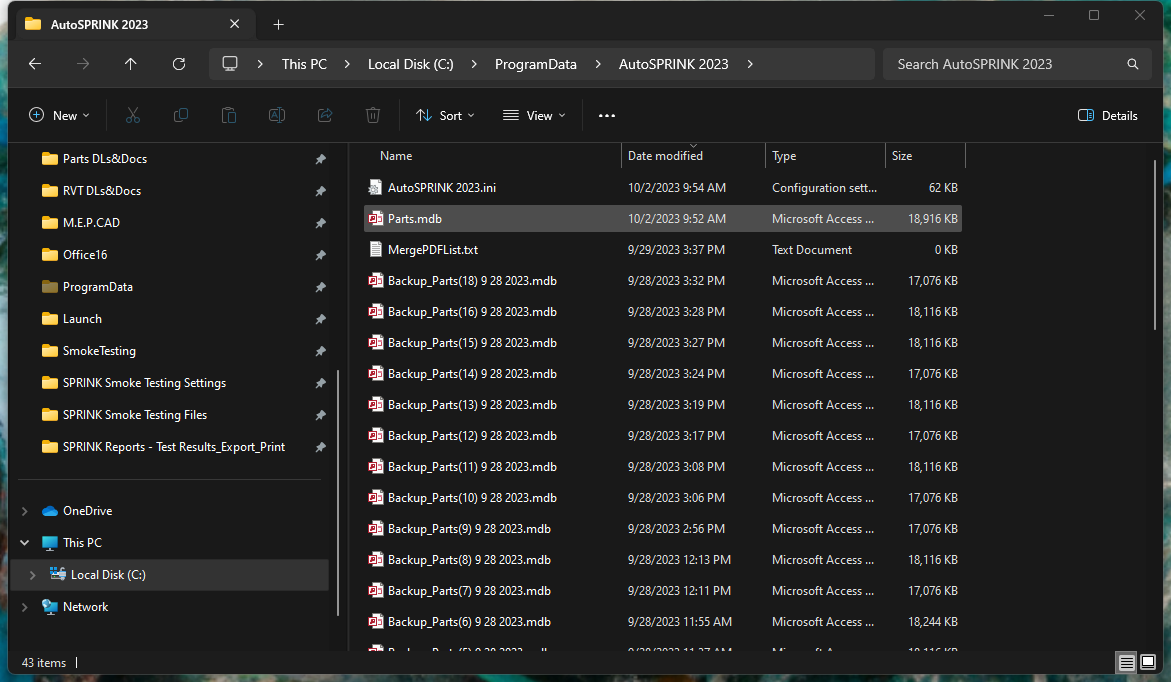 AutoSPRINK 2023
This PC > Local Disk (C:) > ProgramData > AutoSPRINK 2023 >
Search AutoSPRINK 2023
New
Sort
View
Details
Parts DLs&Docs
RVT DLs&Docs
M.E.P.CAD
Office16
ProgramData
Launch
SmokeTesting
SPRINK Smoke Testing Settings
SPRINK Smoke Testing Files
SPRINK Reports - Test Results_Export_Print
OneDrive
This PC
Local Disk (C:)
Network
Name Date modified Type Size
AutoSPRINK 2023.ini 10/2/2023 9:54 AM Configuration sett... 62 KB
Parts.mdb 10/2/2023 9:52 AM Microsoft Access ... 18,916 KB
MergePDFList.txt 9/29/2023 3:37 PM Text Document 0 KB
Backup_Parts(18) 9 28 2023.mdb 9/28/2023 3:32 PM Microsoft Access ... 17,076 KB
Backup_Parts(16) 9 28 2023.mdb 9/28/2023 3:28 PM Microsoft Access ... 18,116 KB
Backup_Parts(15) 9 28 2023.mdb 9/28/2023 3:27 PM Microsoft Access ... 18,116 KB
Backup_Parts(14) 9 28 2023.mdb 9/28/2023 3:24 PM Microsoft Access ... 17,076 KB
Backup_Parts(13) 9 28 2023.mdb 9/28/2023 3:19 PM Microsoft Access ... 18,116 KB
Backup_Parts(12) 9 28 2023.mdb 9/28/2023 3:17 PM Microsoft Access ... 17,076 KB
Backup_Parts(11) 9 28 2023.mdb 9/28/2023 3:08 PM Microsoft Access ... 18,116 KB
Backup_Parts(10) 9 28 2023.mdb 9/28/2023 3:06 PM Microsoft Access ... 17,076 KB
Backup_Parts(9) 9 28 2023.mdb 9/28/2023 2:56 PM Microsoft Access ... 17,076 KB
Backup_Parts(8) 9 28 2023.mdb 9/28/2023 12:13 PM Microsoft Access ... 18,116 KB
Backup_Parts(7) 9 28 2023.mdb 9/28/2023 12:11 PM Microsoft Access ... 17,076 KB
Backup_Parts(6) 9 28 2023.mdb 9/28/2023 11:55 AM Microsoft Access ... 18,244 KB
43 items